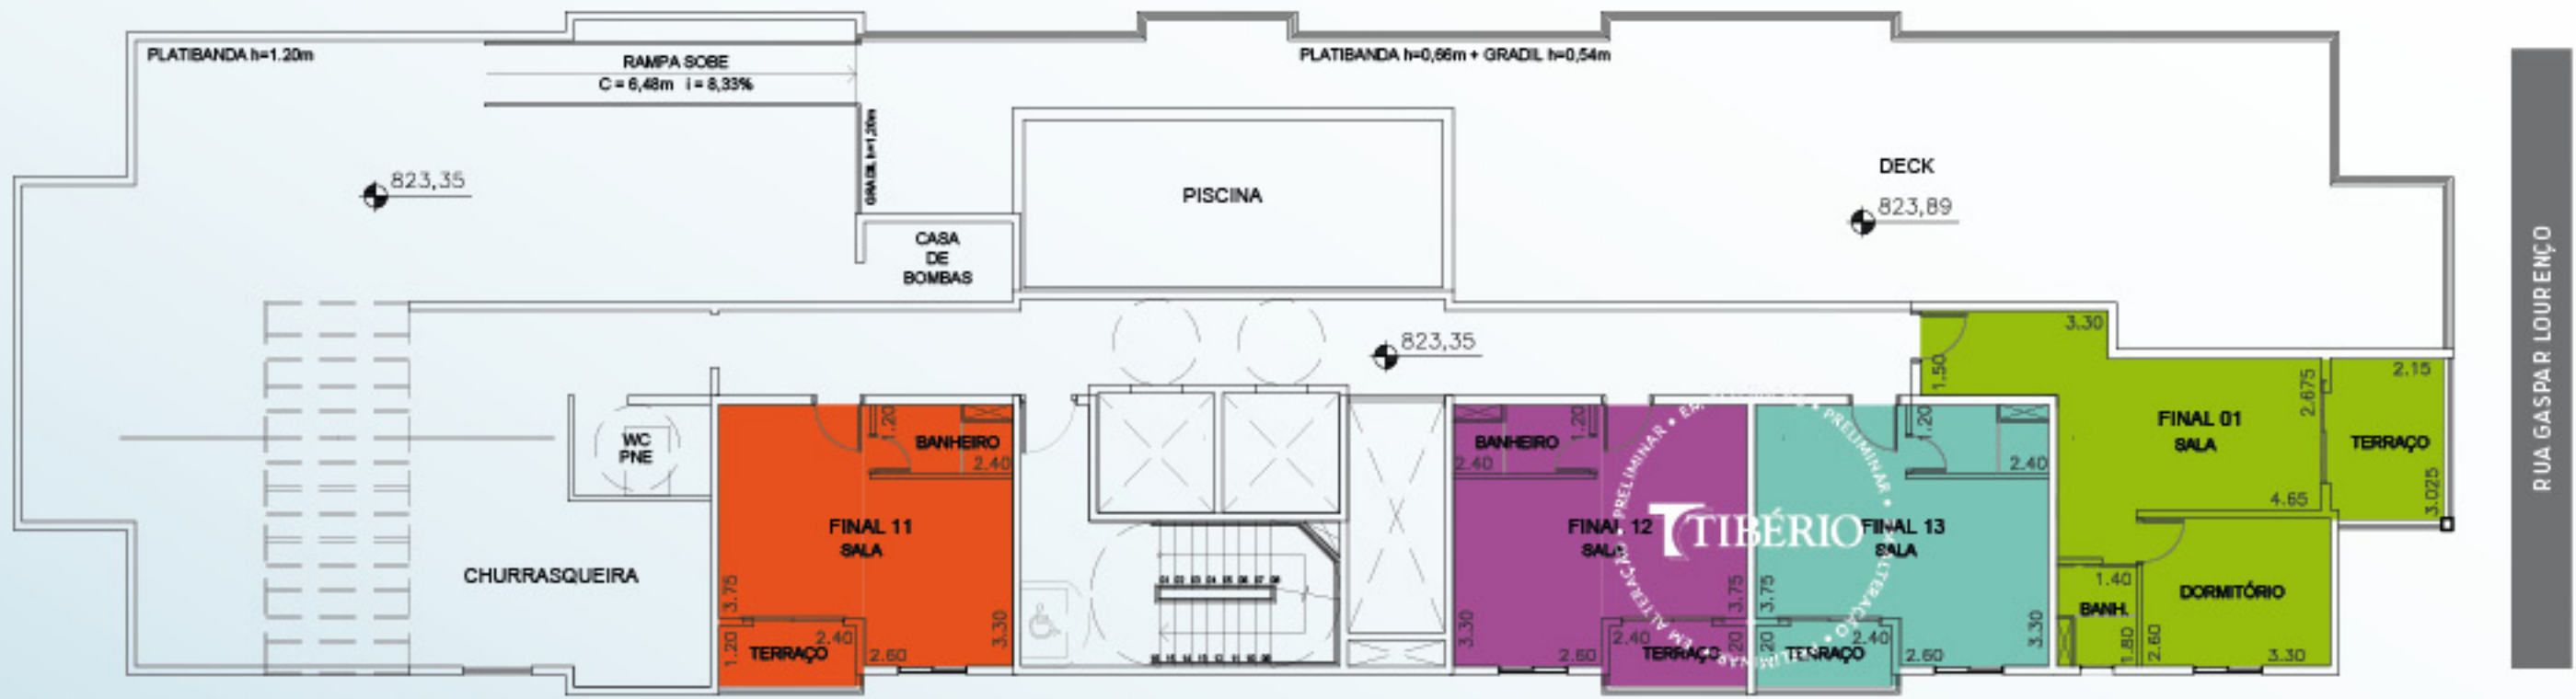 PLATIBANDA h=1.20m
RAMPA SOBE
C = 6,48m i = 8,33%
GRADIL h=1,20m
PLATIBANDA h=0,66m + GRADIL h=0,54m
823,35
CASA
DE
BOMBAS
PISCINA
DECK
823,89
RUA GASPAR LOURENÇO
823,35
WC
PNE
CHURRASQUEIRA
1.20
BANHEIRO
2.40
FINAL 11
SALA
3.75
3.30
1.20
TERRAÇO
2.40
2.60
BANHEIRO
1.20
2.40
FINAL 12
SALA
3.75
3.30
2.60
2.40
TERRAÇO
TIBÉRIO
PRELIMINAR • EM ALTERAÇÃO • PRELIMINAR •
1.20
2.40
FINAL 13
SALA
3.75
3.30
TERRAÇO
2.40
2.60
3.30
1.50
2.675
FINAL 01
SALA
4.65
2.15
TERRAÇO
3.025
1.40
BANH.
1.80
DORMITÓRIO
2.60
3.30